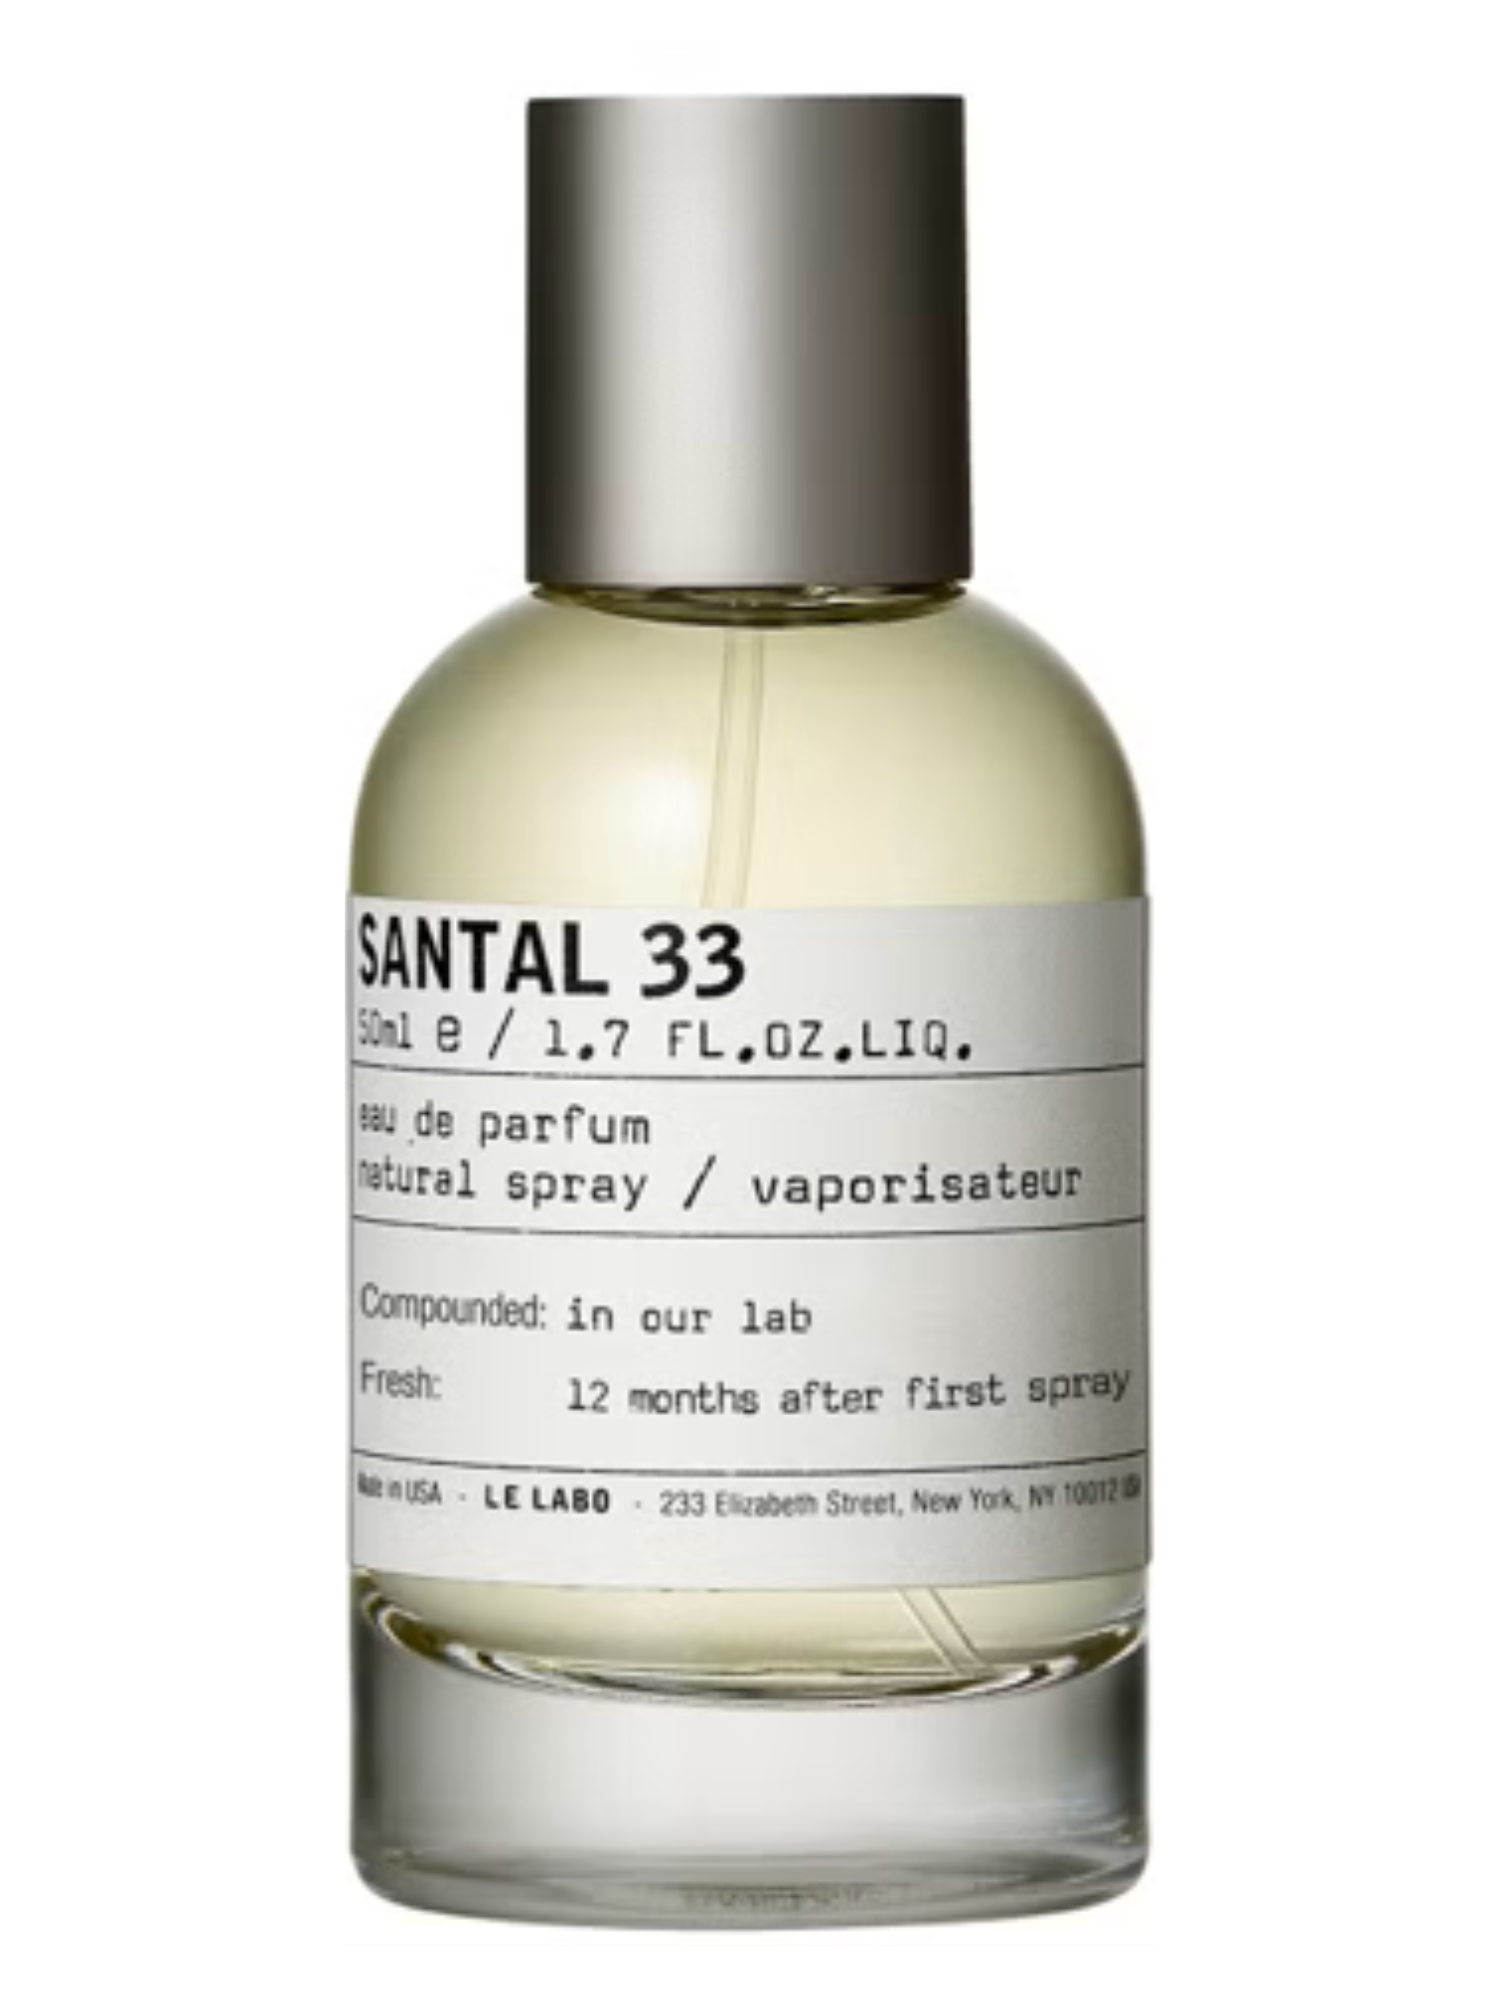 SANTAL 33
50ml e / 1.7 FL.OZ.LIQ.
eau de parfum
natural spray / vaporisateur
Compounded: in our lab
Fresh: 12 months after first spray
Made in USA · LE LABO · 233 Elizabeth Street, New York, NY 10012 USA